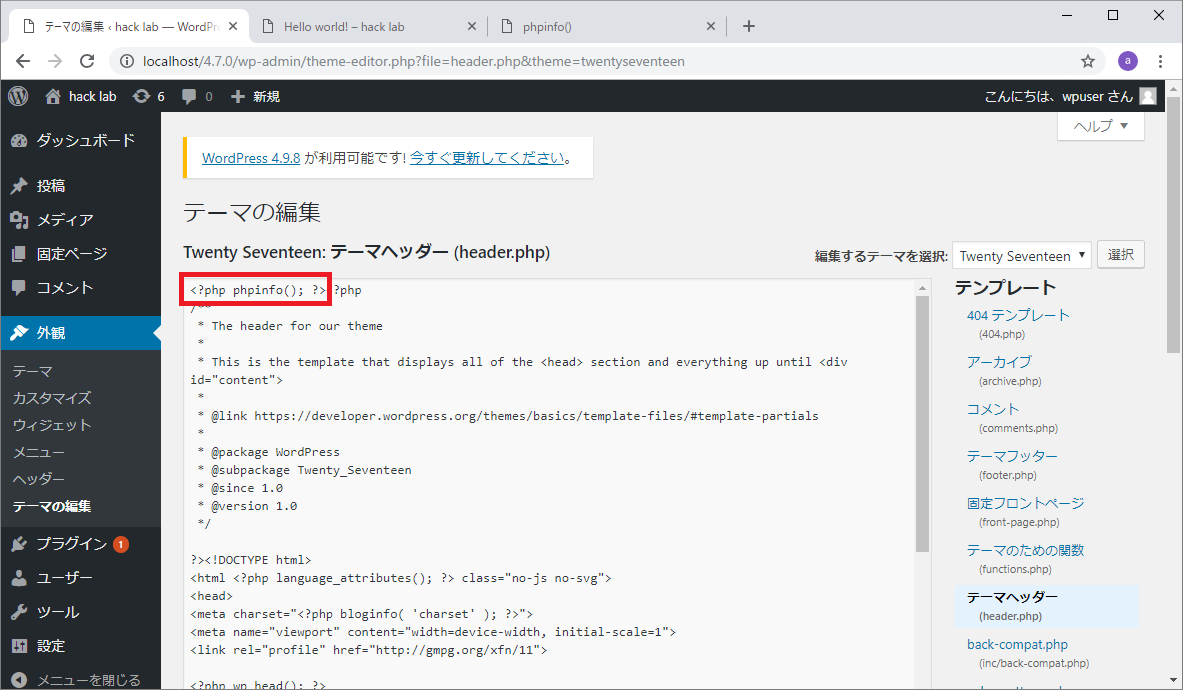 テーマの編集 ‹ hack lab — WordPre
Hello world! – hack lab
phpinfo()
localhost/4.7.0/wp-admin/theme-editor.php?file=header.php&theme=twentyseventeen
a
hack lab
6
0
新規
こんにちは、wpuser さん
ヘルプ
ダッシュボード
投稿
メディア
固定ページ
コメント
外観
テーマ
カスタマイズ
ウィジェット
メニュー
ヘッダー
テーマの編集
プラグイン 1
ユーザー
ツール
設定
メニューを閉じる
WordPress 4.9.8 が利用可能です! 今すぐ更新してください。
テーマの編集
Twenty Seventeen: テーマヘッダー (header.php)
編集するテーマを選択: Twenty Seventeen 選択
<?php phpinfo(); ?> ?php
/**
* The header for our theme
*
* This is the template that displays all of the <head> section and everything up until <div
id="content">
*
* @link https://developer.wordpress.org/themes/basics/template-files/#template-partials
*
* @package WordPress
* @subpackage Twenty_Seventeen
* @since 1.0
* @version 1.0
*/
?><!DOCTYPE html>
<html <?php language_attributes(); ?> class="no-js no-svg">
<head>
<meta charset="<?php bloginfo( 'charset' ); ?>">
<meta name="viewport" content="width=device-width, initial-scale=1">
<link rel="profile" href="http://gmpg.org/xfn/11">
<?php wp_head(); ?>
テンプレート
404 テンプレート
(404.php)
アーカイブ
(archive.php)
コメント
(comments.php)
テーマフッター
(footer.php)
固定フロントページ
(front-page.php)
テーマのための関数
(functions.php)
テーマヘッダー
(header.php)
back-compat.php
(inc/back-compat.php)